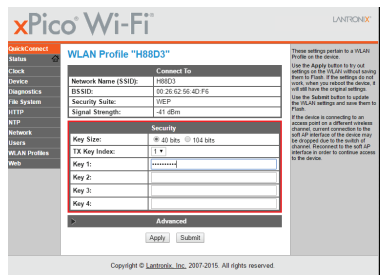 xPico® Wi-Fi®
LANTRONIX®
QuickConnect
Status
Clock
Device
Diagnostics
File System
HTTP
NTP
Network
Users
WLAN Profiles
Web
WLAN Profile "H88D3"
Connect To
Network Name (SSID): H88D3
BSSID: 00:26:62:56:4D:F6
Security Suite: WEP
Signal Strength: -41 dBm
Security
Key Size: 40 bits 104 bits
TX Key Index: 1
Key 1: ••••••••••
Key 2:
Key 3:
Key 4:
Advanced
Apply Submit
These settings pertain to a WLAN
Profile on the device.
Use the Apply button to try out
settings on the WLAN without saving
them to Flash. If the settings do not
work, when you reboot the device, it
will still have the original settings.
Use the Submit button to update
the WLAN settings and save them to
Flash.
If the device is connecting to an
access point on a different wireless
channel, current connection to the
soft AP interface of the device may
be dropped due to the switch of
channel. Reconnect to the soft AP
interface in order to continue access
to the device.
Copyright © Lantronix, Inc. 2007-2015. All rights reserved.